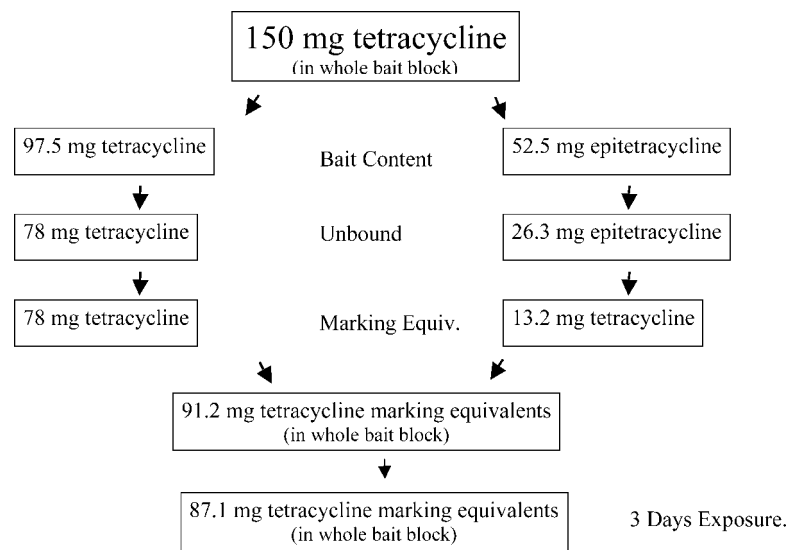 150 mg tetracycline
(in whole bait block)
97.5 mg tetracycline
Bait Content
52.5 mg epitetracycline
78 mg tetracycline
Unbound
26.3 mg epitetracycline
78 mg tetracycline
Marking Equiv.
13.2 mg tetracycline
91.2 mg tetracycline marking equivalents
(in whole bait block)
87.1 mg tetracycline marking equivalents
(in whole bait block)
3 Days Exposure.